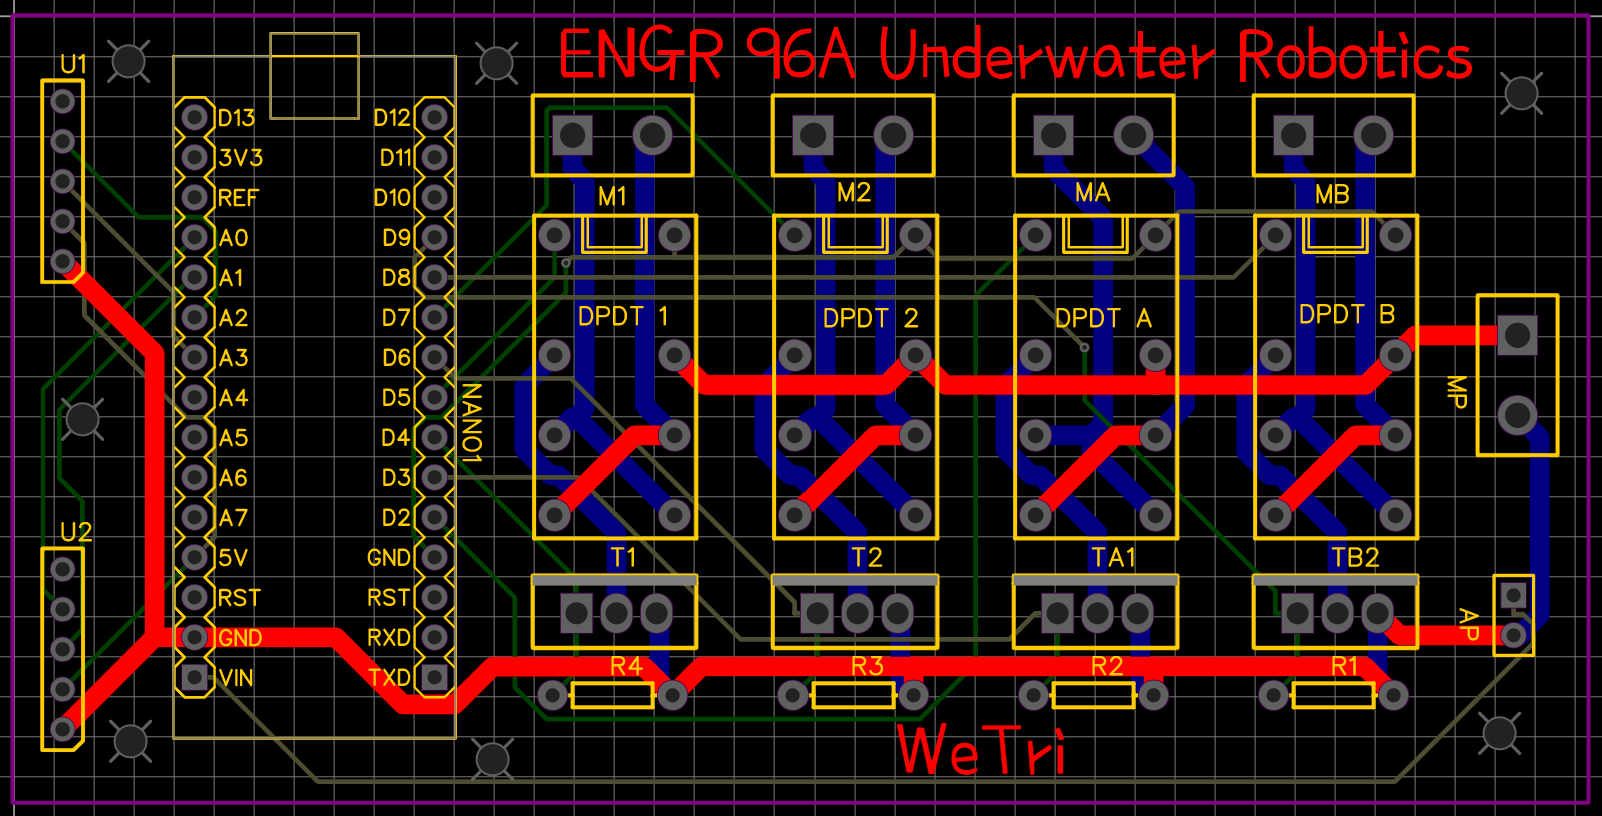 ENGR 96A Underwater Robotics
U1
D13 D12
3V3 D11
REF D10
A0 D9
A1 D8
A2 D7
A3 D6
A4 D5
A5 D4
A6 D3
A7 D2
5V GND
RST RST
GND RXD
VIN TXD
NANO1
U2
M1 M2 MA MB
DPDT 1 DPDT 2 DPDT A DPDT B
MP
T1 T2 TA1 TB2
AP
R4 R3 R2 R1
WeTri